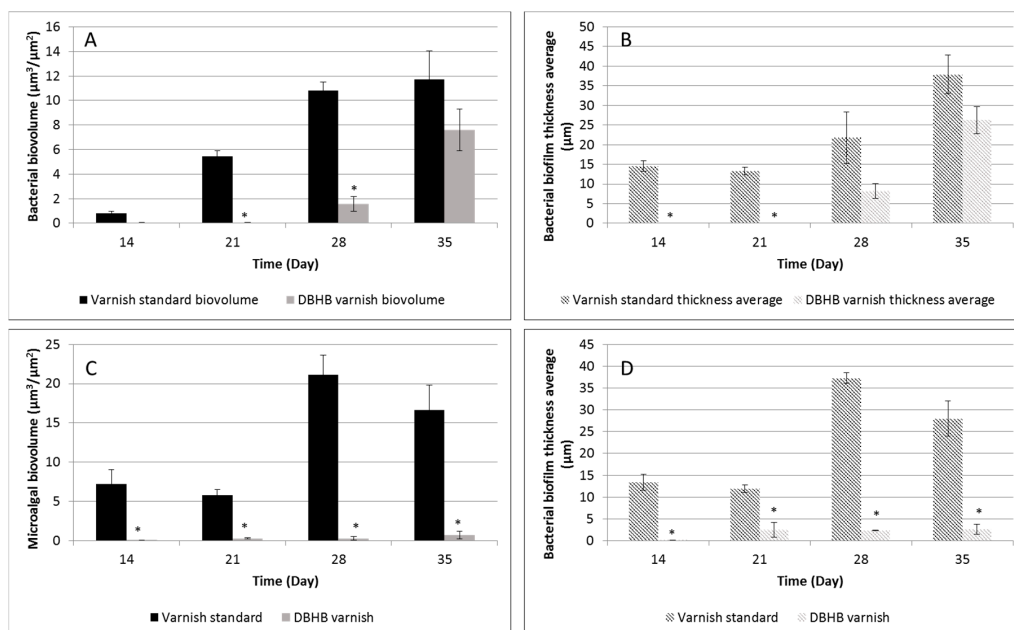 A
Bacterial biovolume (µm³/µm²)
16
14
12
10
8
6
4
2
0
*
*
14 21 28 35
Time (Day)
Varnish standard biovolume DBHB varnish biovolume
B
Bacterial biofilm thickness average
(µm)
50
45
40
35
30
25
20
15
10
5
0
* *
14 21 28 35
Time (Day)
Varnish standard thickness average DBHB varnish thickness average
C
Microalgal biovolume (µm³/µm²)
25
20
15
10
5
0
* * * *
14 21 28 35
Time (Day)
Varnish standard DBHB varnish
D
Bacterial biofilm thickness average
(µm)
45
40
35
30
25
20
15
10
5
0
* * * *
14 21 28 35
Time (Day)
Varnish standard DBHB varnish